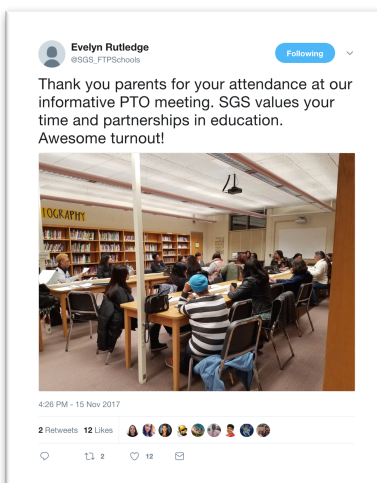 Evelyn Rutledge
@SGS_FTPSchools
Following
Thank you parents for your attendance at our
informative PTO meeting. SGS values your
time and partnerships in education.
Awesome turnout!
IOGRAPHY
4:26 PM - 15 Nov 2017
2 Retweets 12 Likes
2 12